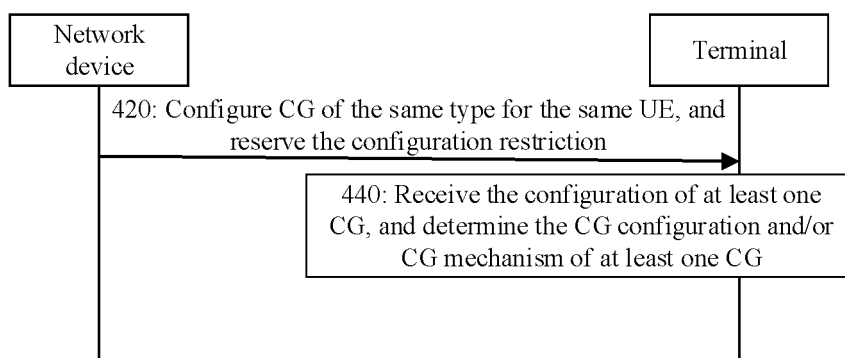 Network
device
Terminal
420: Configure CG of the same type for the same UE, and
reserve the configuration restriction
440: Receive the configuration of at least one
CG, and determine the CG configuration and/or
CG mechanism of at least one CG